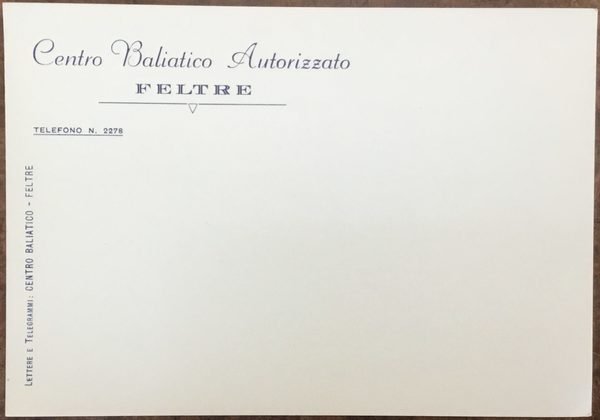 Centro Baliatico Autorizzato
FELTRE
TELEFONO N. 2278
LETTERE E TELEGRAMMI: CENTRO BALIATICO - FELTRE